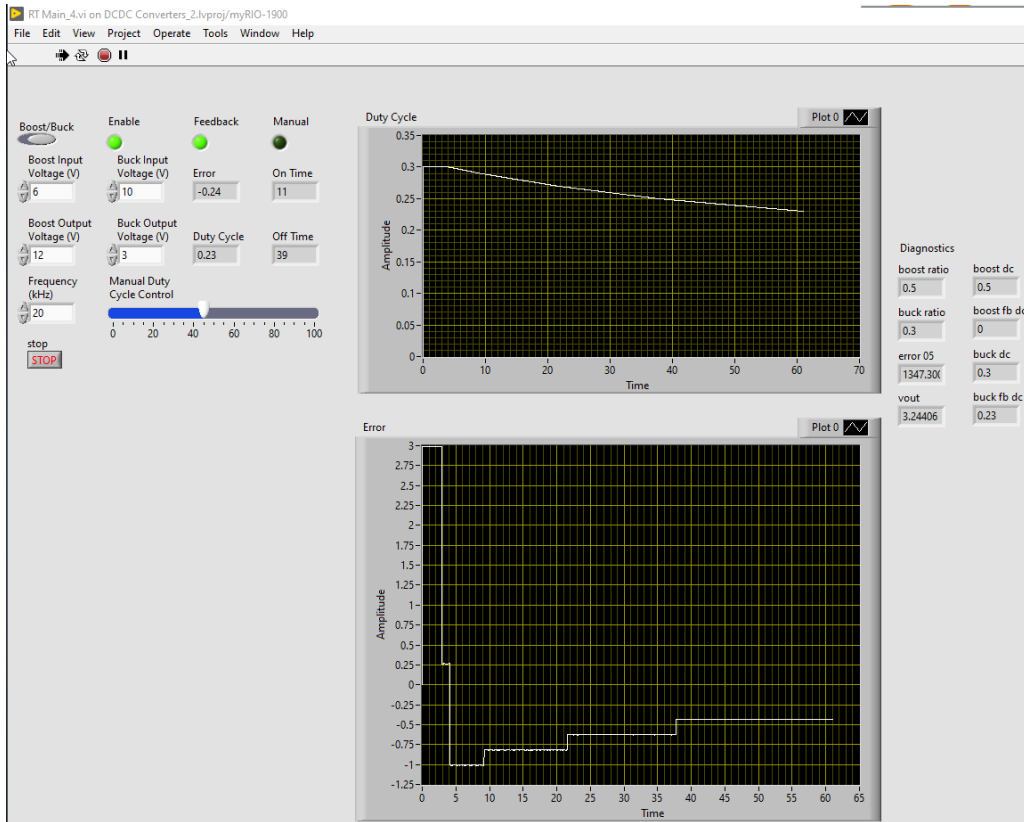 RT Main_4.vi on DCDC Converters_2.lvproj/myRIO-1900
File Edit View Project Operate Tools Window Help
Boost/Buck
Enable
Feedback
Manual
Boost Input
Voltage (V)
6
Buck Input
Voltage (V)
10
Error
-0.24
On Time
11
Boost Output
Voltage (V)
12
Buck Output
Voltage (V)
3
Duty Cycle
0.23
Off Time
39
Frequency
(kHz)
20
Manual Duty
Cycle Control
0 20 40 60 80 100
stop
STOP
Duty Cycle
Plot 0
0.35
0.3
0.25
0.2
0.15
0.1
0.05
0
Amplitude
0 10 20 30 40 50 60 70
Time
Error
Plot 0
3
2.75
2.5
2.25
2
1.75
1.5
1.25
1
0.75
0.5
0.25
0
-0.25
-0.5
-0.75
-1
-1.25
Amplitude
0 5 10 15 20 25 30 35 40 45 50 55 60 65
Time
Diagnostics
boost ratio
0.5
boost dc
0.5
buck ratio
0.3
boost fb dc
0
error 05
1347.30
buck dc
0.3
vout
3.24406
buck fb dc
0.23